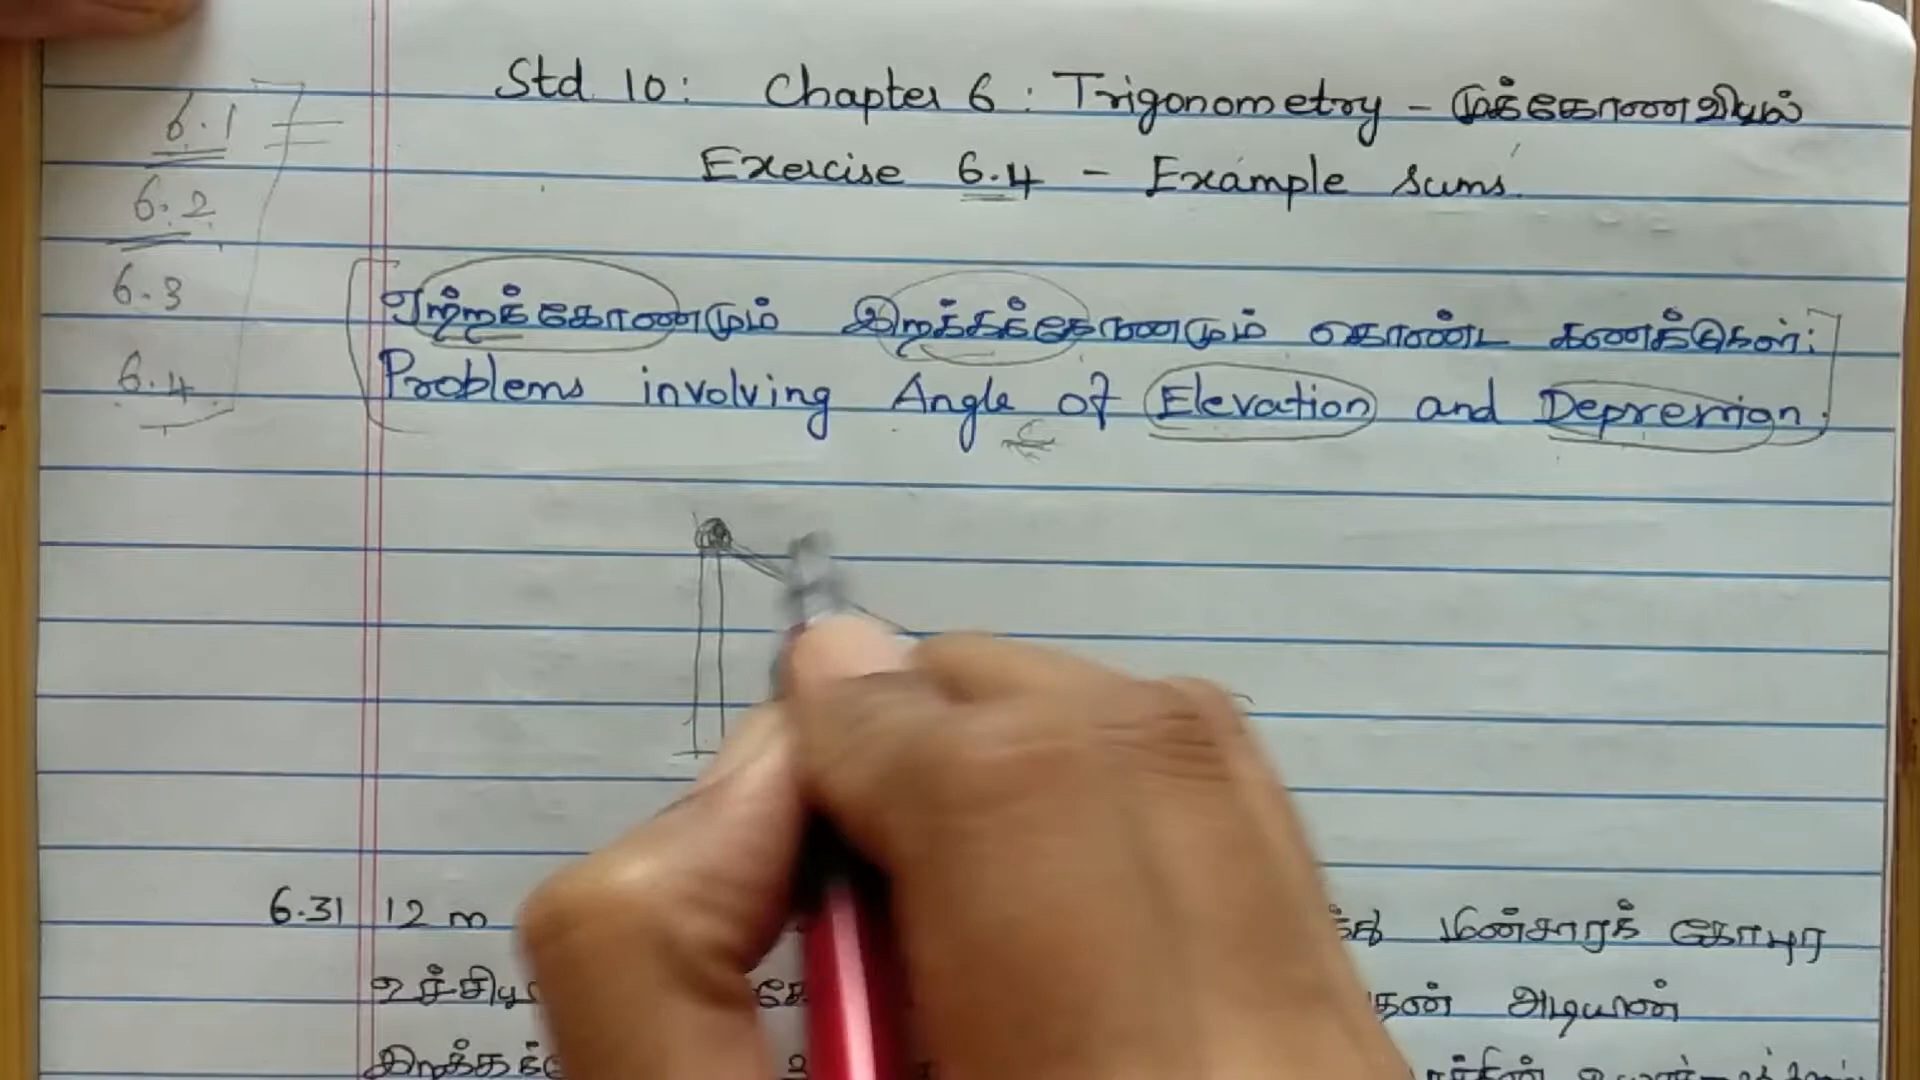 Std 10: Chapter 6 : Trigonometry - முக்கோணவியல்
Exercise 6.4 - Example sums.
6.1
6.2
6.3
6.4
ஏற்றக்கோணமும் இறக்கக்கோணமும் கொண்ட கணக்குகள்:
Problems involving Angle of Elevation and Depression.
6.31 12 m மின்சாரக் கோபுர
உச்சியி அடியின்